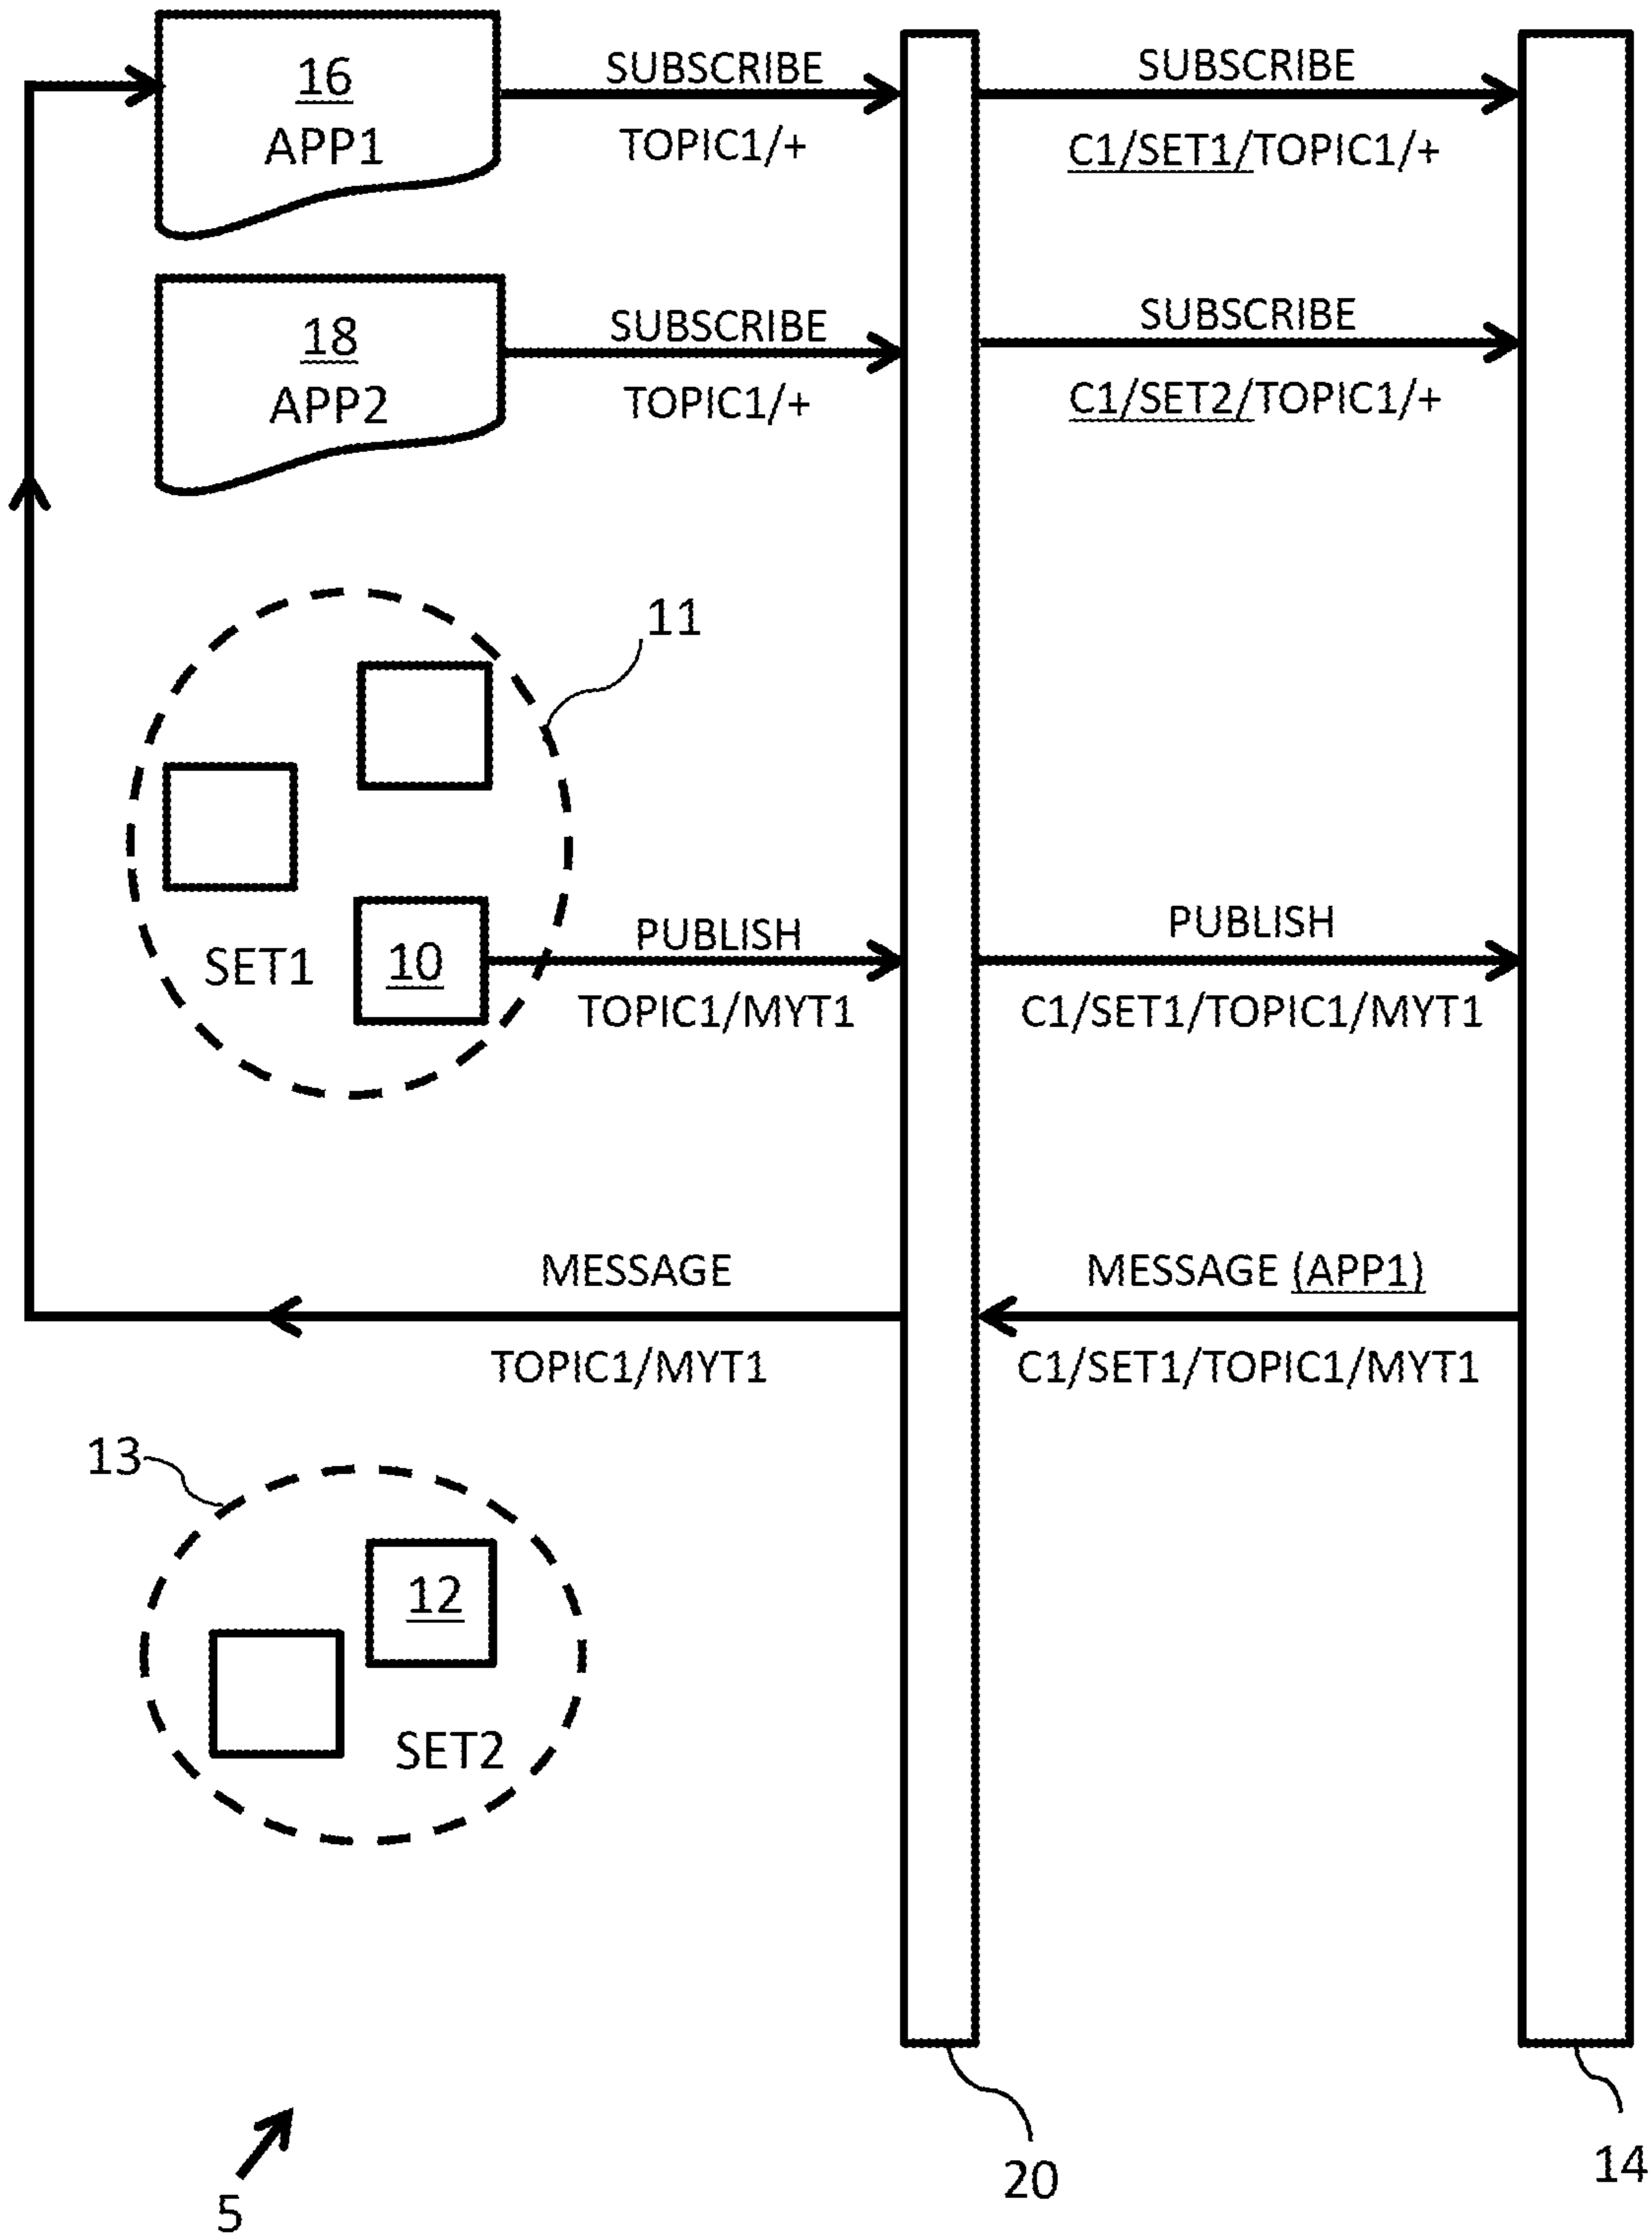 16
APP1
SUBSCRIBE
TOPIC1/+
SUBSCRIBE
C1/SET1/TOPIC1/+
18
APP2
SUBSCRIBE
TOPIC1/+
SUBSCRIBE
C1/SET2/TOPIC1/+
11
SET1
10
PUBLISH
TOPIC1/MYT1
PUBLISH
C1/SET1/TOPIC1/MYT1
MESSAGE
TOPIC1/MYT1
MESSAGE (APP1)
C1/SET1/TOPIC1/MYT1
13
12
SET2
20
14
5